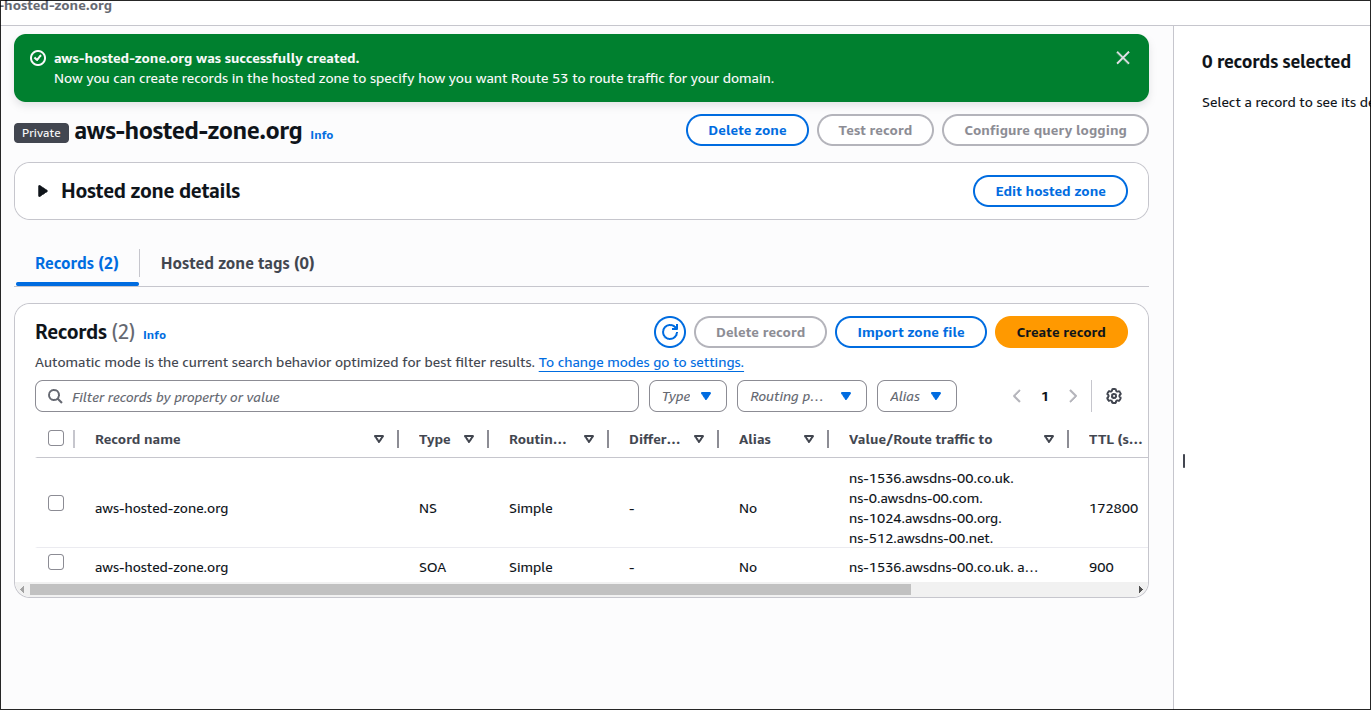 -hosted-zone.org
aws-hosted-zone.org was successfully created.
Now you can create records in the hosted zone to specify how you want Route 53 to route traffic for your domain.
0 records selected
Select a record to see its de
Private aws-hosted-zone.org Info
Delete zone Test record Configure query logging
Hosted zone details Edit hosted zone
Records (2) Hosted zone tags (0)
Records (2) Info Delete record Import zone file Create record
Automatic mode is the current search behavior optimized for best filter results. To change modes go to settings.
Filter records by property or value Type Routing p... Alias 1
Record name Type Routin... Differ... Alias Value/Route traffic to TTL (s...
ns-1536.awsdns-00.co.uk.
ns-0.awsdns-00.com.
aws-hosted-zone.org NS Simple - No 172800
ns-1024.awsdns-00.org.
ns-512.awsdns-00.net.
aws-hosted-zone.org SOA Simple - No ns-1536.awsdns-00.co.uk. a... 900